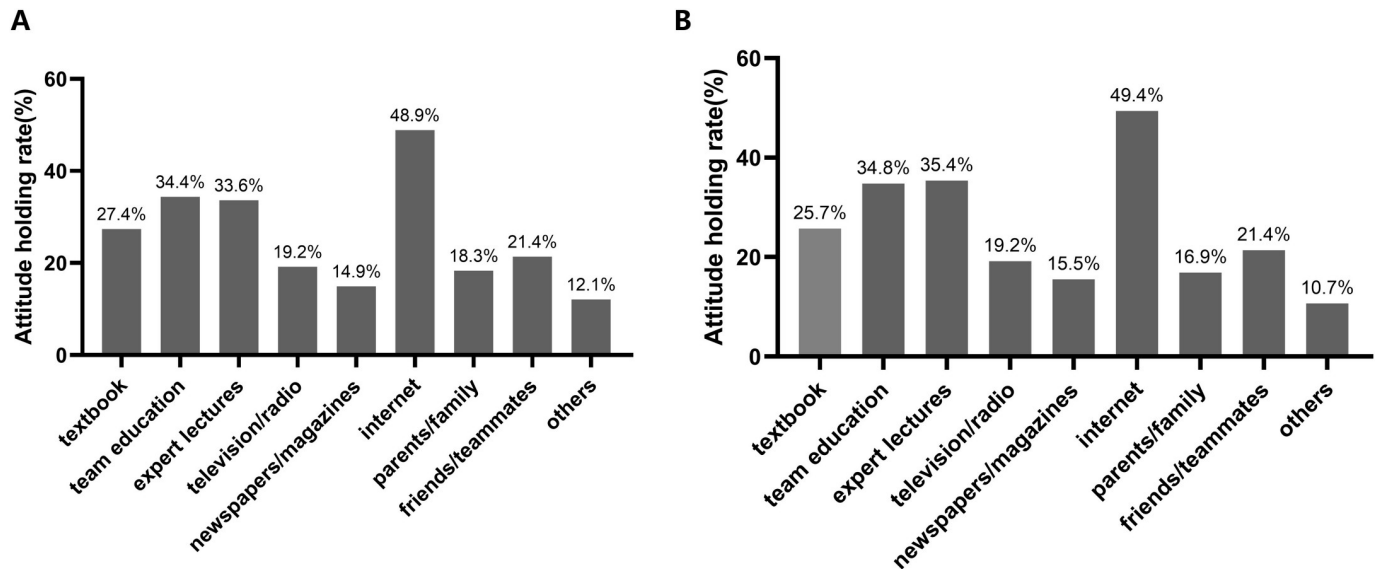 A
Attitude holding rate(%)
60
40
20
0
27.4%
34.4%
33.6%
19.2%
14.9%
48.9%
18.3%
21.4%
12.1%
textbook
team education
expert lectures
television/radio
newspapers/magazines
internet
parents/family
friends/teammates
others
B
Attitude holding rate(%)
60
40
20
0
25.7%
34.8%
35.4%
19.2%
15.5%
49.4%
16.9%
21.4%
10.7%
textbook
team education
expert lectures
television/radio
newspapers/magazines
internet
parents/family
friends/teammates
others